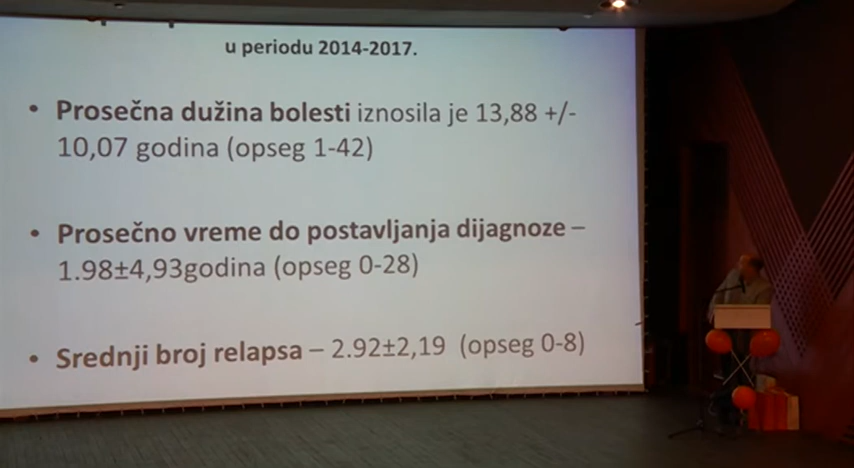 u periodu 2014-2017.
• Prosečna dužina bolesti iznosila je 13,88 +/-
10,07 godina (opseg 1-42)
• Prosečno vreme do postavljanja dijagnoze –
1.98±4,93godina (opseg 0-28)
• Srednji broj relapsa – 2.92±2,19 (opseg 0-8)